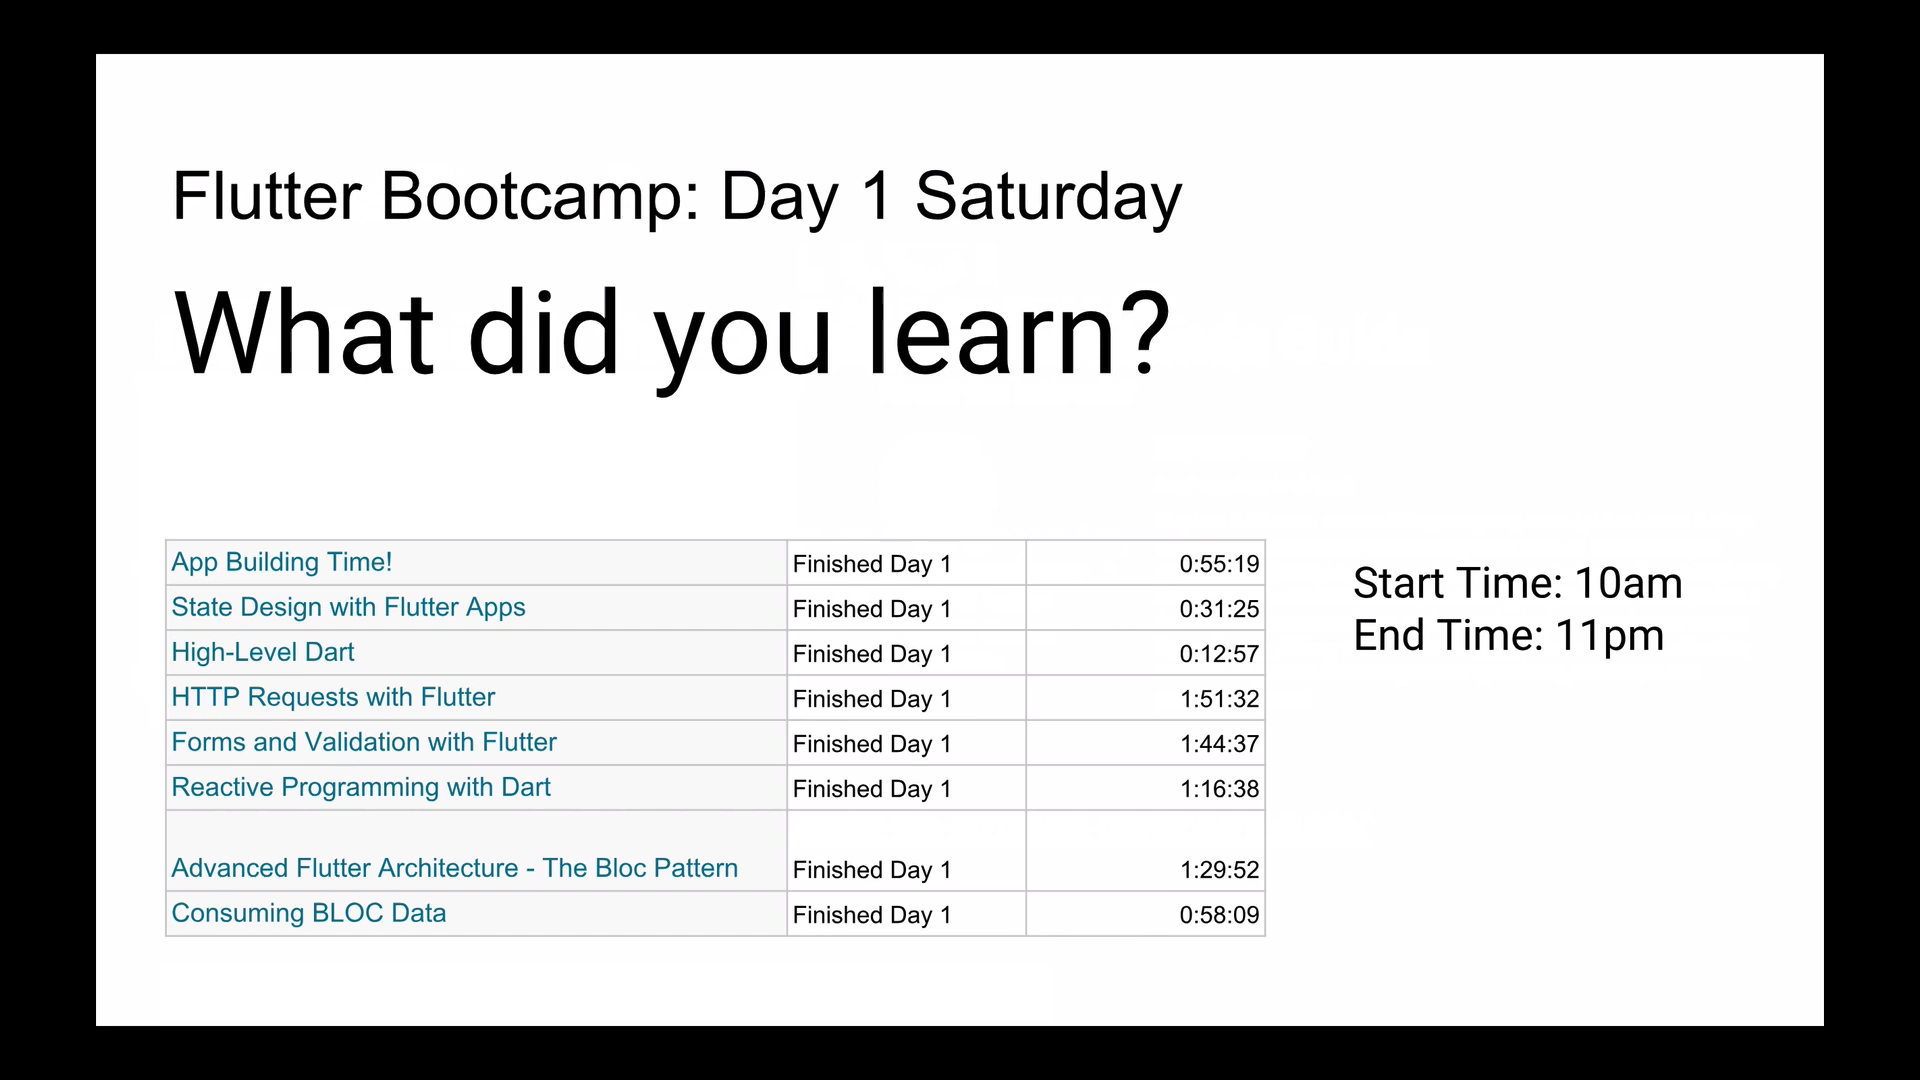 Flutter Bootcamp: Day 1 Saturday
What did you learn?
App Building Time! Finished Day 1 0:55:19
State Design with Flutter Apps Finished Day 1 0:31:25
High-Level Dart Finished Day 1 0:12:57
HTTP Requests with Flutter Finished Day 1 1:51:32
Forms and Validation with Flutter Finished Day 1 1:44:37
Reactive Programming with Dart Finished Day 1 1:16:38
Advanced Flutter Architecture - The Bloc Pattern Finished Day 1 1:29:52
Consuming BLOC Data Finished Day 1 0:58:09
Start Time: 10am
End Time: 11pm